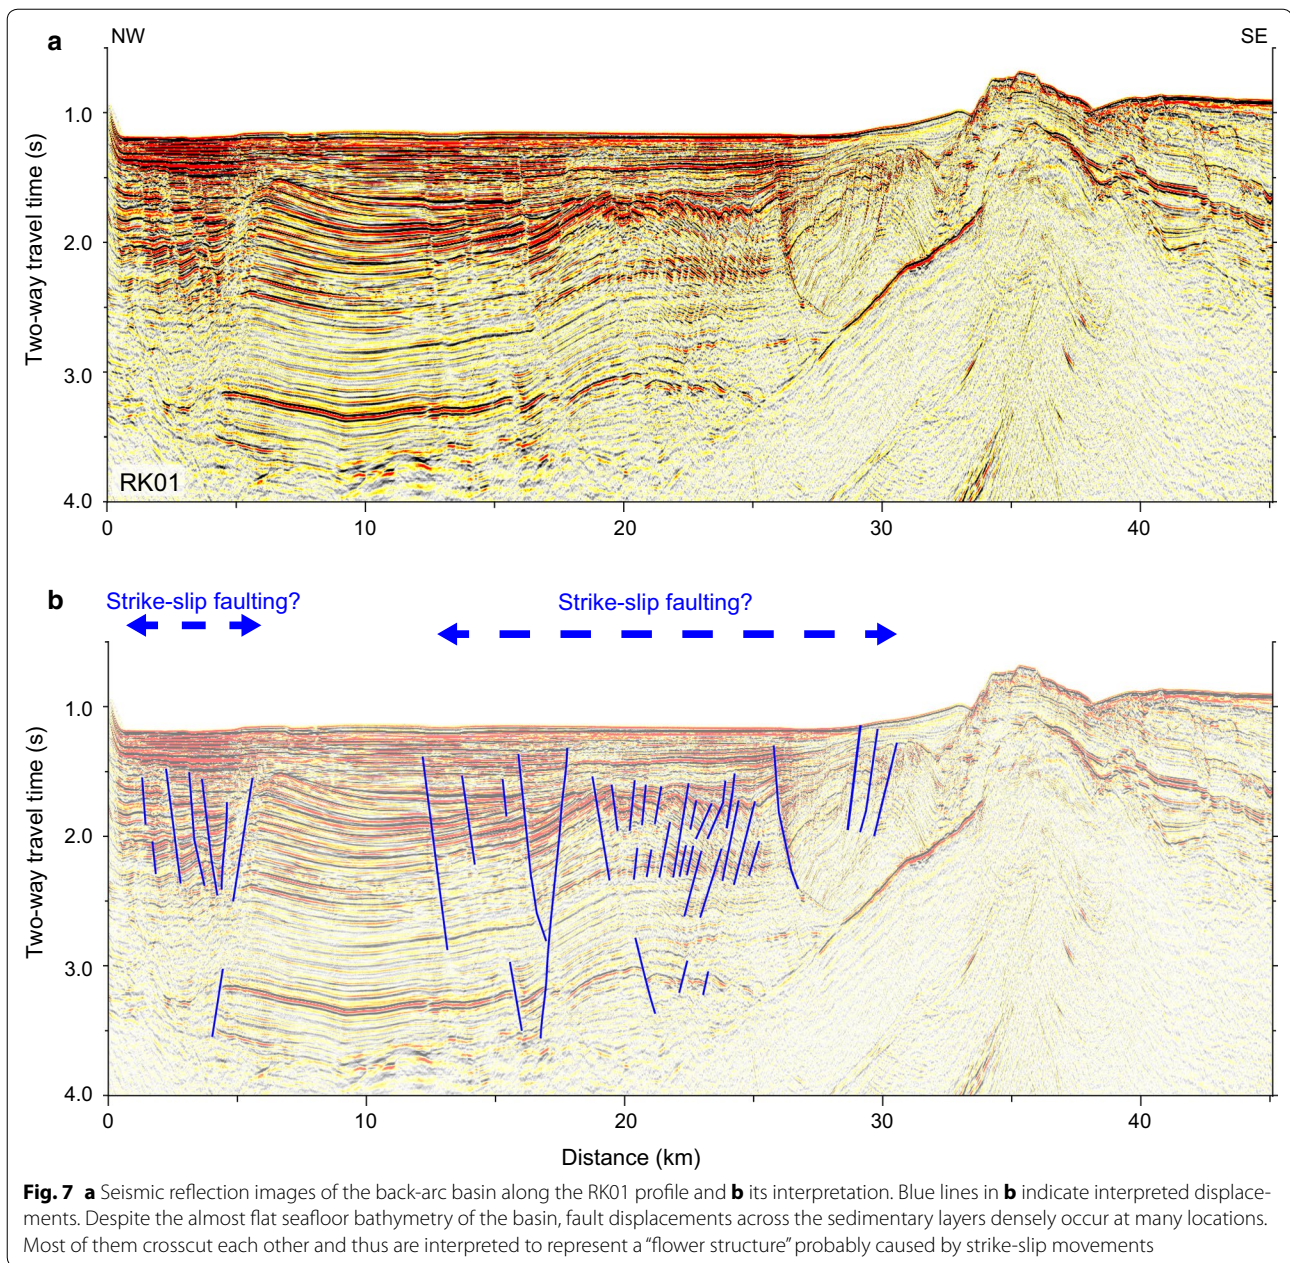 a
NW
SE
Two-way travel time (s)
1.0
2.0
3.0
4.0
RK01
0
10
20
30
40
b
Strike-slip faulting?
Strike-slip faulting?
Two-way travel time (s)
1.0
2.0
3.0
4.0
0
10
20
30
40
Distance (km)
Fig. 7 a Seismic reflection images of the back-arc basin along the RK01 profile and b its interpretation. Blue lines in b indicate interpreted displace-
ments. Despite the almost flat seafloor bathymetry of the basin, fault displacements across the sedimentary layers densely occur at many locations.
Most of them crosscut each other and thus are interpreted to represent a “flower structure” probably caused by strike-slip movements